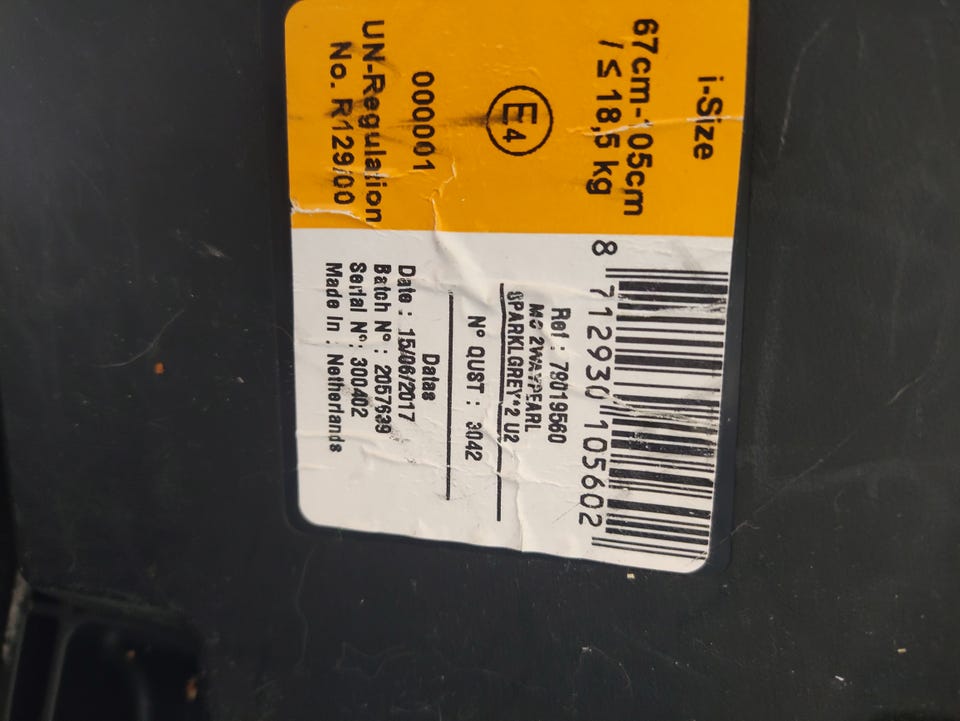 i-Size
67cm-105cm
/ ≤ 18,5 kg
E4
000001
UN-Regulation
No. R129/00
8 712930 105602
Ref : 79019560
MC 2WAYPEARL
SPARKLGREY*2 U2
N° QUST : 3042
Datas
Date : 15/06/2017
Batch N° : 2057639
Serial N° : 300402
Made in : Netherlands